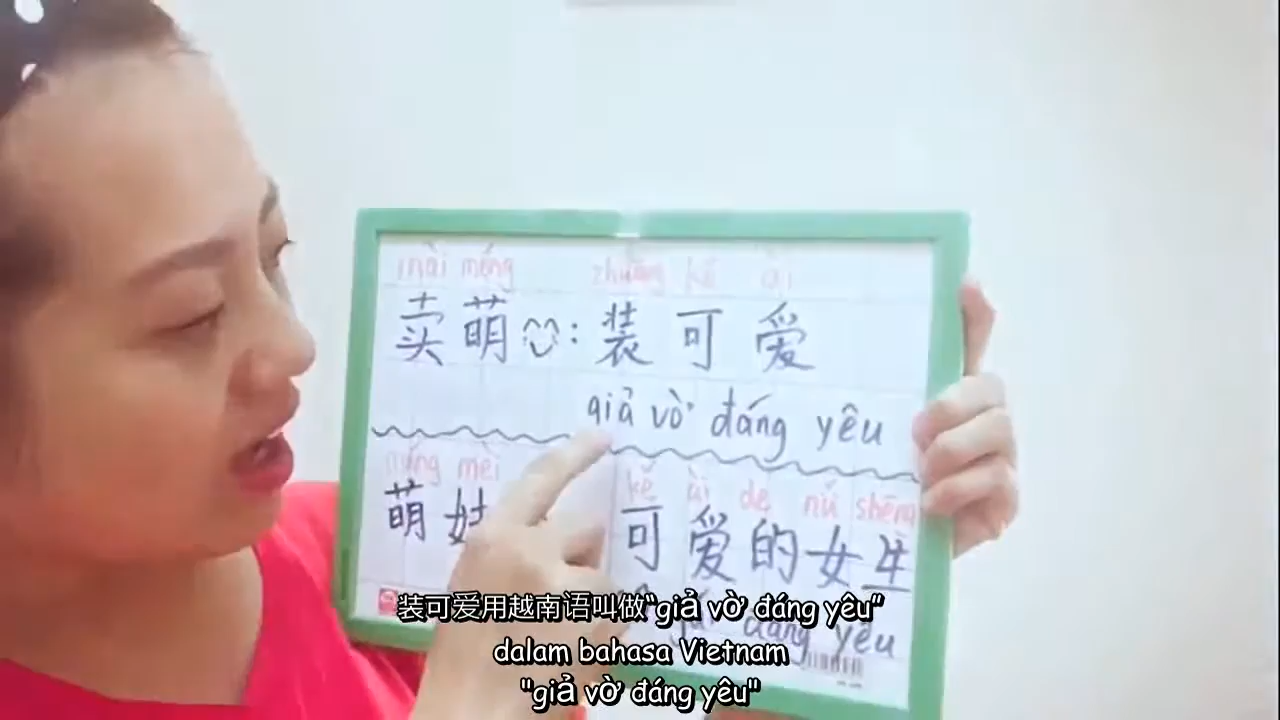 mài méng zhuāng kě ài
卖萌 : 装可爱
giả vờ đáng yêu
méng mèi
kě ài de nǚ shēng
萌
可爱的女生
đáng yêu
装可爱用越南语叫做“giả vờ đáng yêu”
dalam bahasa Vietnam
"giả vờ đáng yêu"